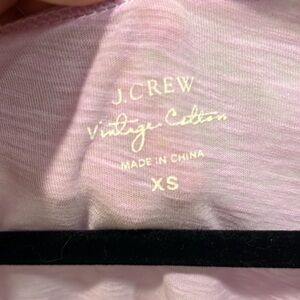 J.CREW
Vintage Cotton
MADE IN CHINA
XS